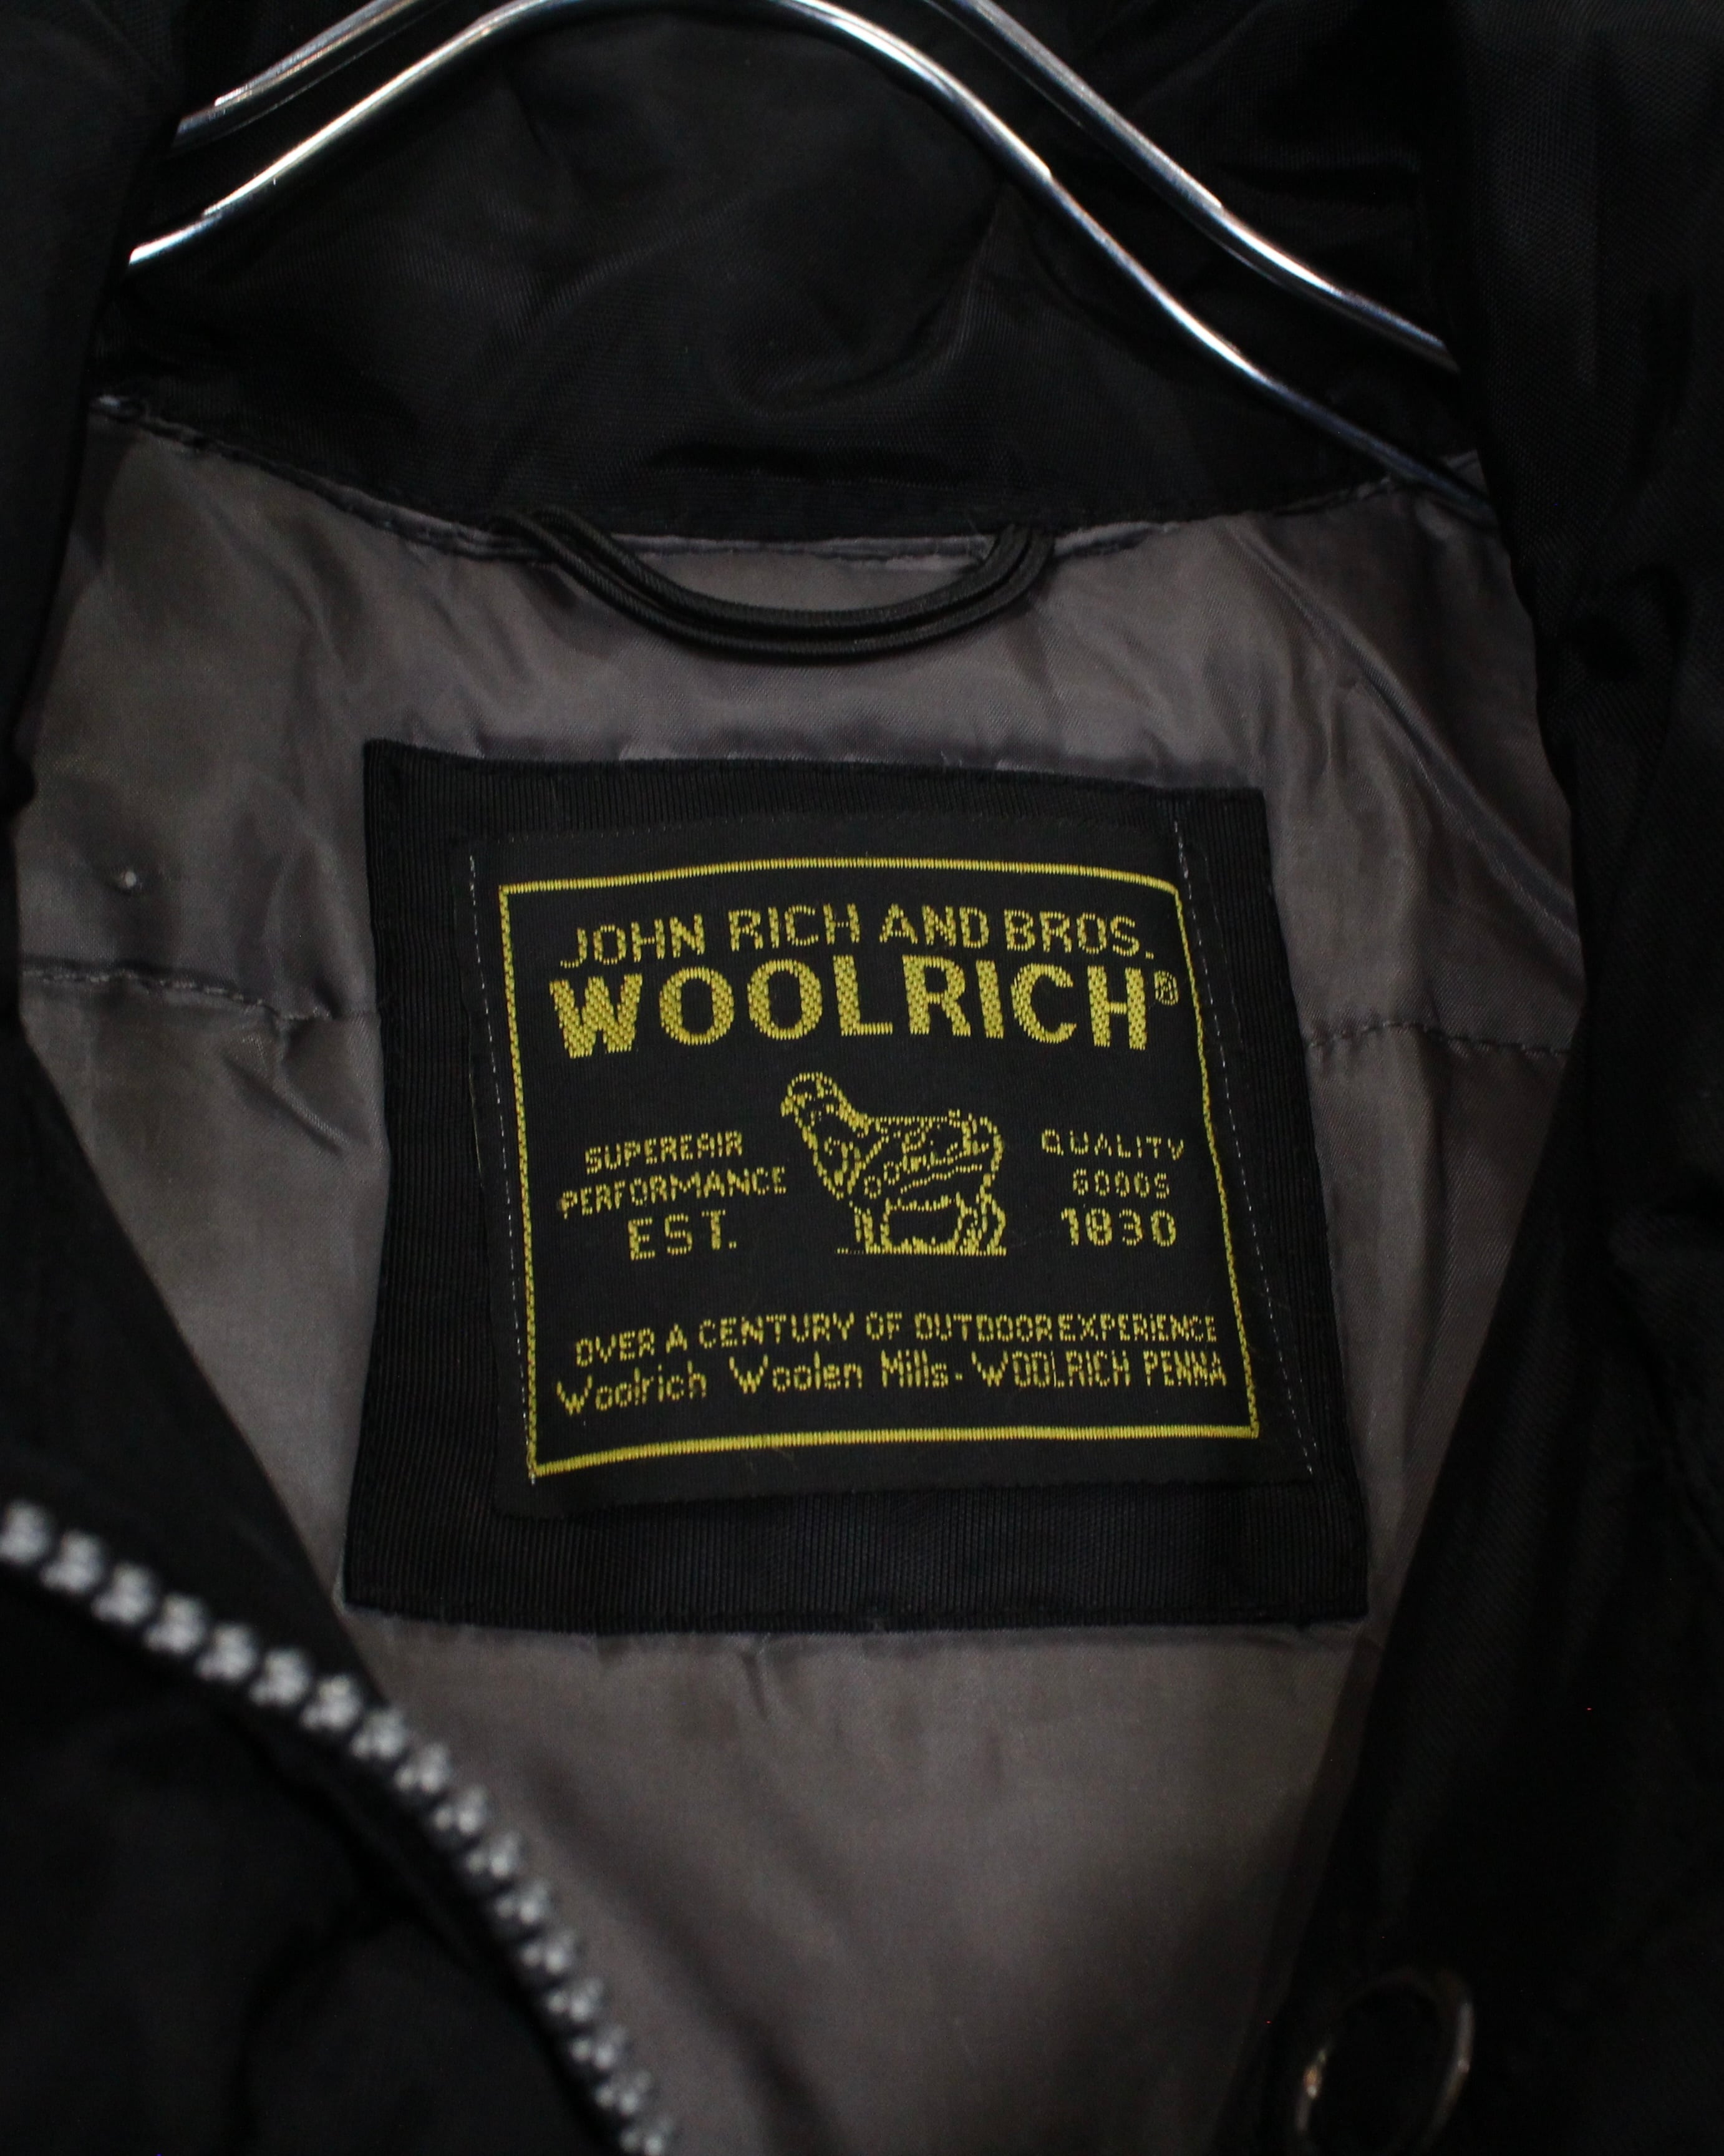 JOHN RICH AND BROS.
WOOLRICH®
SUPEREAIR
PERFORMANCE
EST.
QUALITY
GOODS
1830
OVER A CENTURY OF OUTDOOR EXPERIENCE
Woolrich Woolen Mills - WOOLRICH PENNA